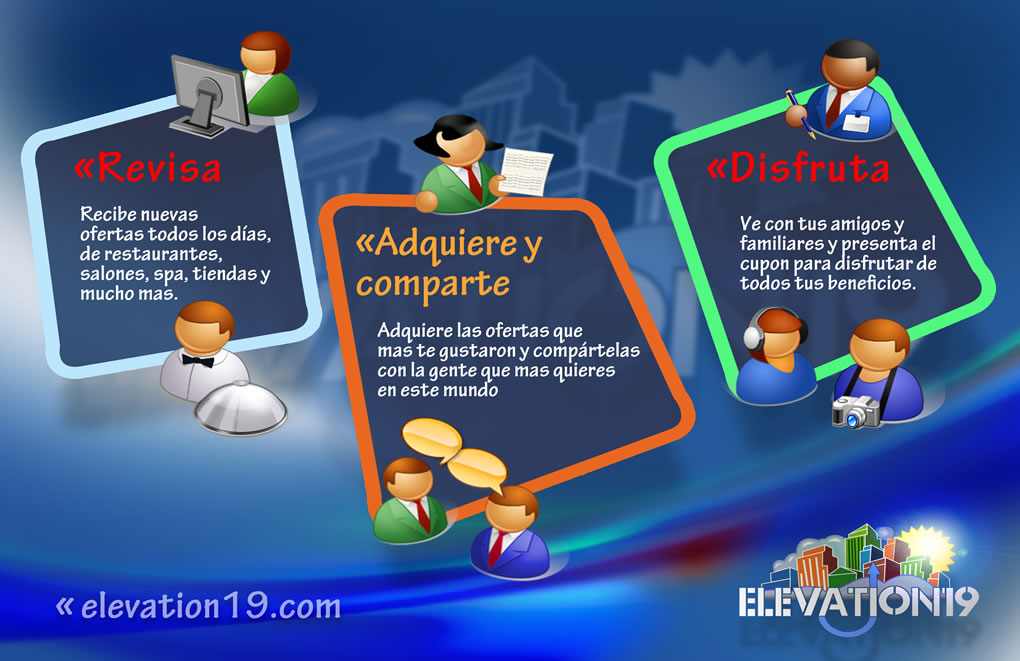 «Revisa
Recibe nuevas
ofertas todos los días,
de restaurantes,
salones, spa, tiendas y
mucho mas.
«Adquiere y
comparte
Adquiere las ofertas que
mas te gustaron y compártelas
con la gente que mas quieres
en este mundo
«Disfruta
Ve con tus amigos y
familiares y presenta el
cupon para disfrutar de
todos tus beneficios.
« elevation19.com
ELEVATION19